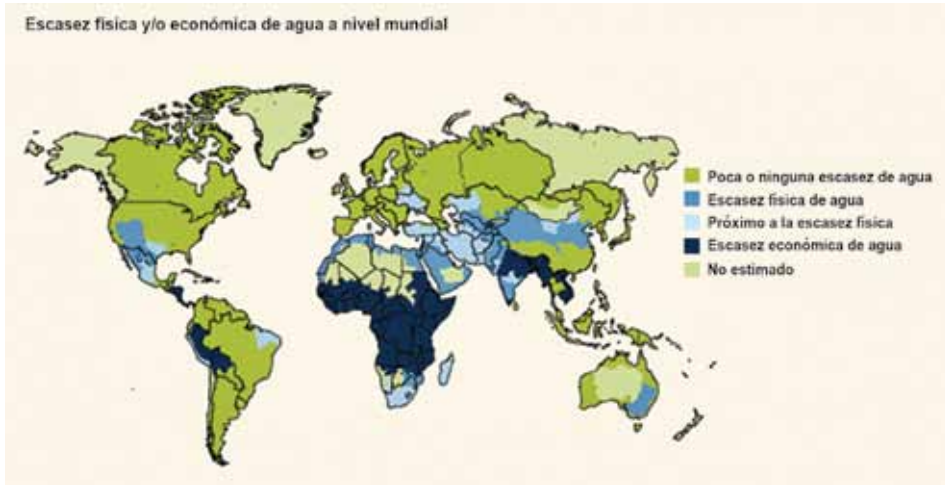 Escasez física y/o económica de agua a nivel mundial
Poca o ninguna escasez de agua
Escasez física de agua
Próximo a la escasez física
Escasez económica de agua
No estimado